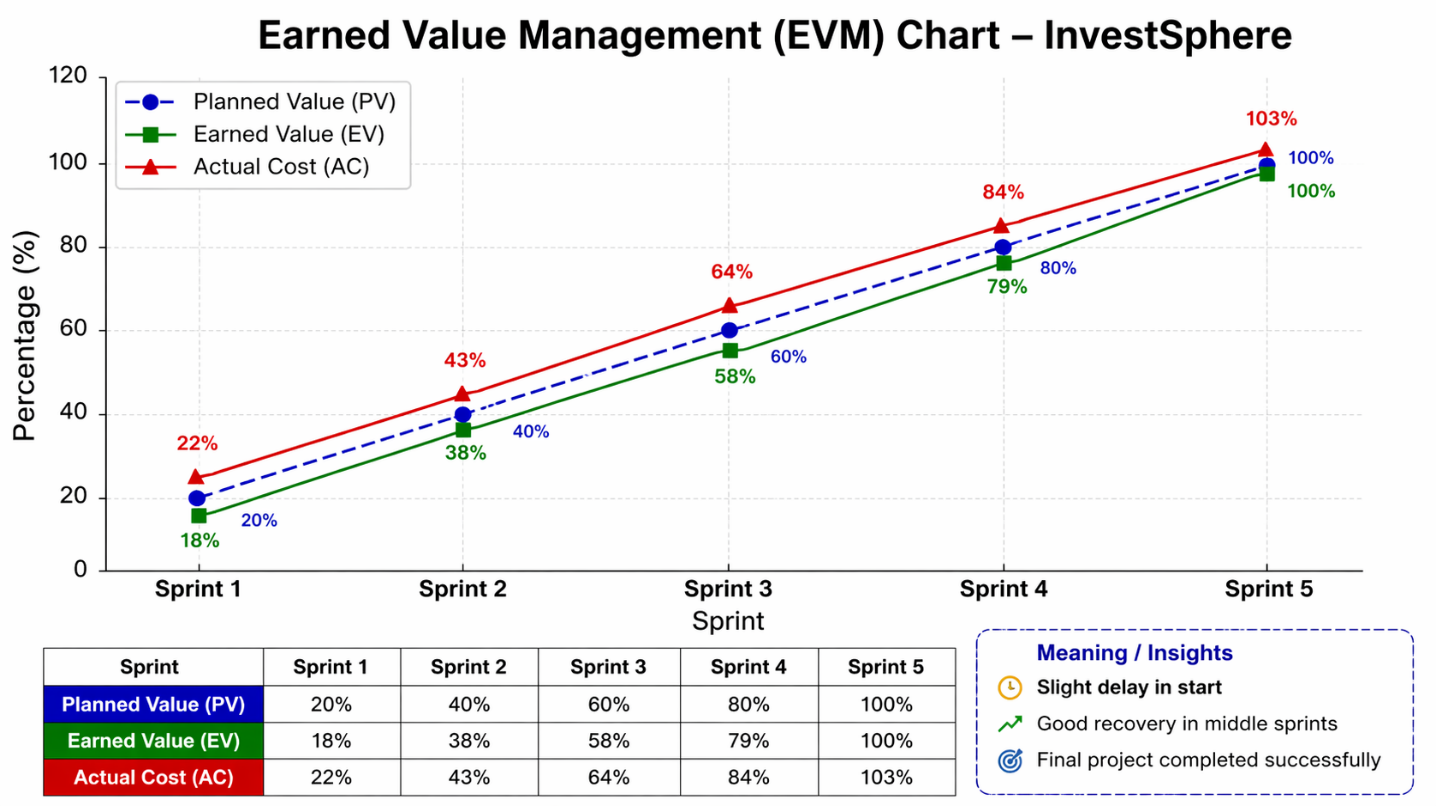 Earned Value Management (EVM) Chart – InvestSphere
120
100
80
60
40
20
0
Percentage (%)
Planned Value (PV)
Earned Value (EV)
Actual Cost (AC)
22%
20%
18%
43%
40%
38%
64%
60%
58%
84%
80%
79%
103%
100%
100%
Sprint 1 Sprint 2 Sprint 3 Sprint 4 Sprint 5
Sprint
Sprint Sprint 1 Sprint 2 Sprint 3 Sprint 4 Sprint 5
Planned Value (PV) 20% 40% 60% 80% 100%
Earned Value (EV) 18% 38% 58% 79% 100%
Actual Cost (AC) 22% 43% 64% 84% 103%
Meaning / Insights
Slight delay in start
Good recovery in middle sprints
Final project completed successfully